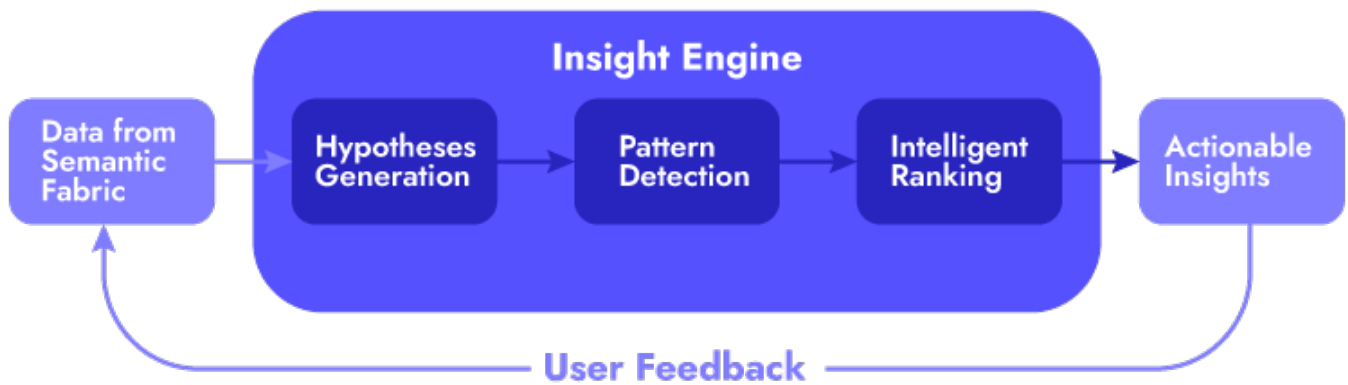 Insight Engine
Data from
Semantic
Fabric
Hypotheses
Generation
Pattern
Detection
Intelligent
Ranking
Actionable
Insights
User Feedback